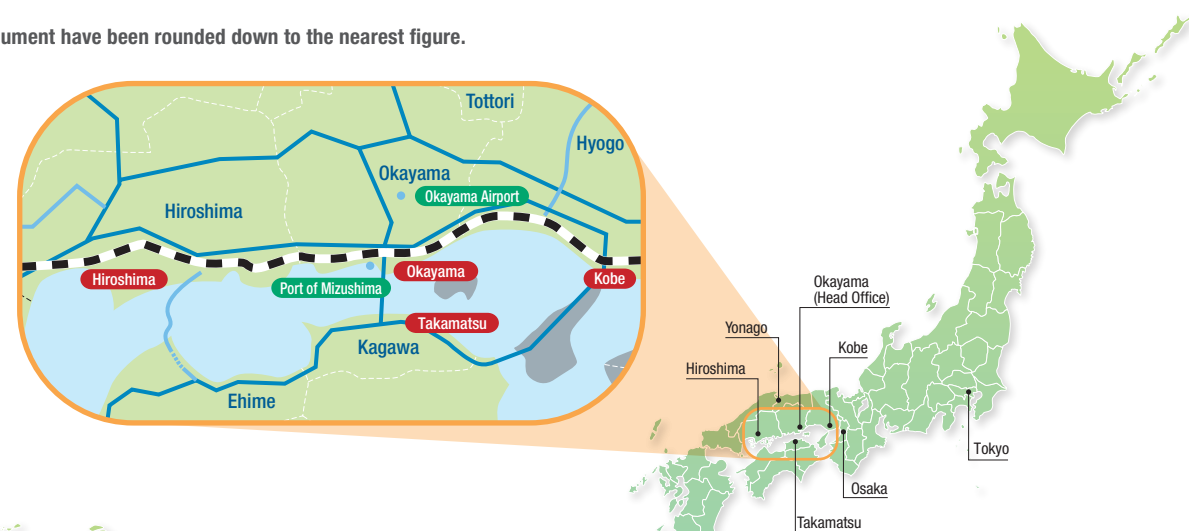 ument have been rounded down to the nearest figure.
Tottori
Hyogo
Okayama
Okayama Airport
Hiroshima
Hiroshima
Port of Mizushima
Okayama
Kobe
Takamatsu
Kagawa
Ehime
Okayama
(Head Office)
Yonago
Kobe
Hiroshima
Tokyo
Osaka
Takamatsu